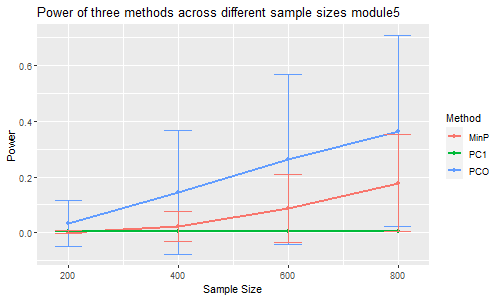 Power of three methods across different sample sizes module5
Power
0.6
0.4
0.2
0.0
200
400
600
800
Sample Size
Method
MinP
PC1
PCO